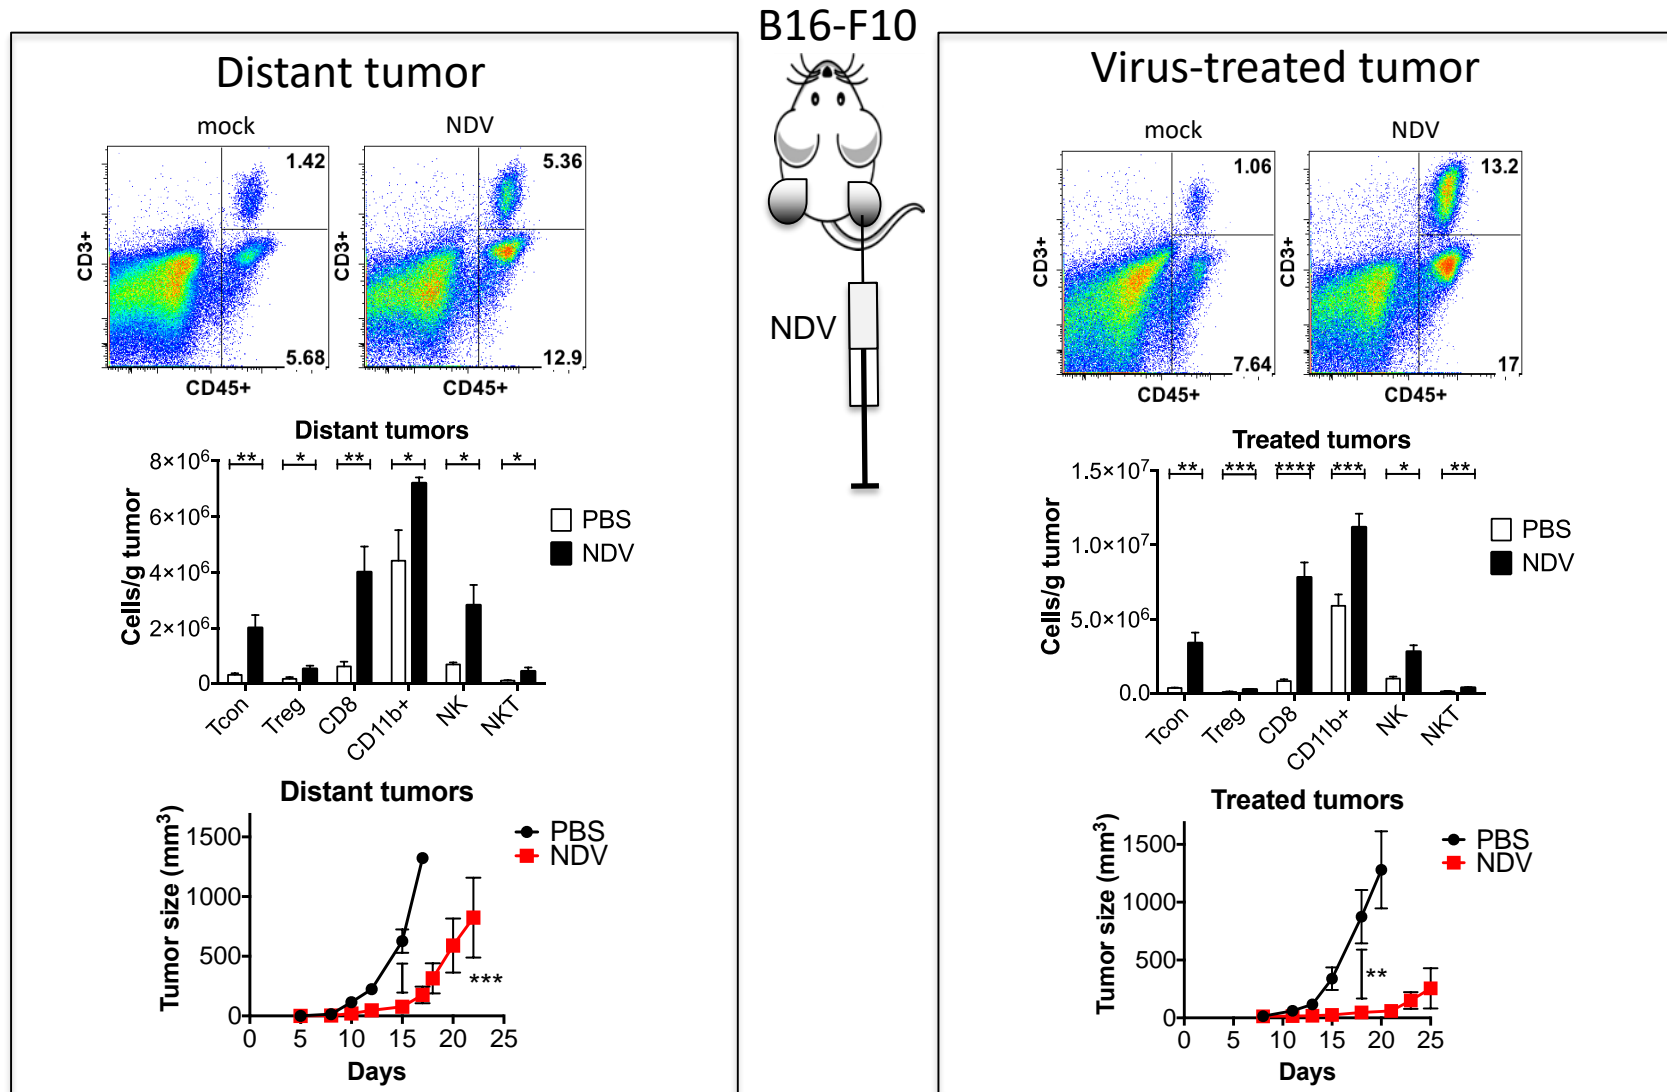 B16-F10
Distant tumor
mock NDV
1.42 5.36
CD3+ CD3+
5.68 12.9
CD45+ CD45+
Distant tumors
** * ** * * *
Cells/g tumor
8×10⁶
6×10⁶
4×10⁶
2×10⁶
0
PBS
NDV
Tcon Treg CD8 CD11b+ NK NKT
Distant tumors
Tumor size (mm³)
1500
1000
500
0
PBS
NDV
***
0 5 10 15 20 25
Days
NDV
Virus-treated tumor
mock NDV
1.06 13.2
CD3+ CD3+
7.64 17
CD45+ CD45+
Treated tumors
** *** **** *** * **
Cells/g tumor
1.5×10⁷
1.0×10⁷
5.0×10⁶
0.0
PBS
NDV
Tcon Treg CD8 CD11b+ NK NKT
Treated tumors
Tumor size (mm³)
1500
1000
500
0
PBS
NDV
**
0 5 10 15 20 25
Days